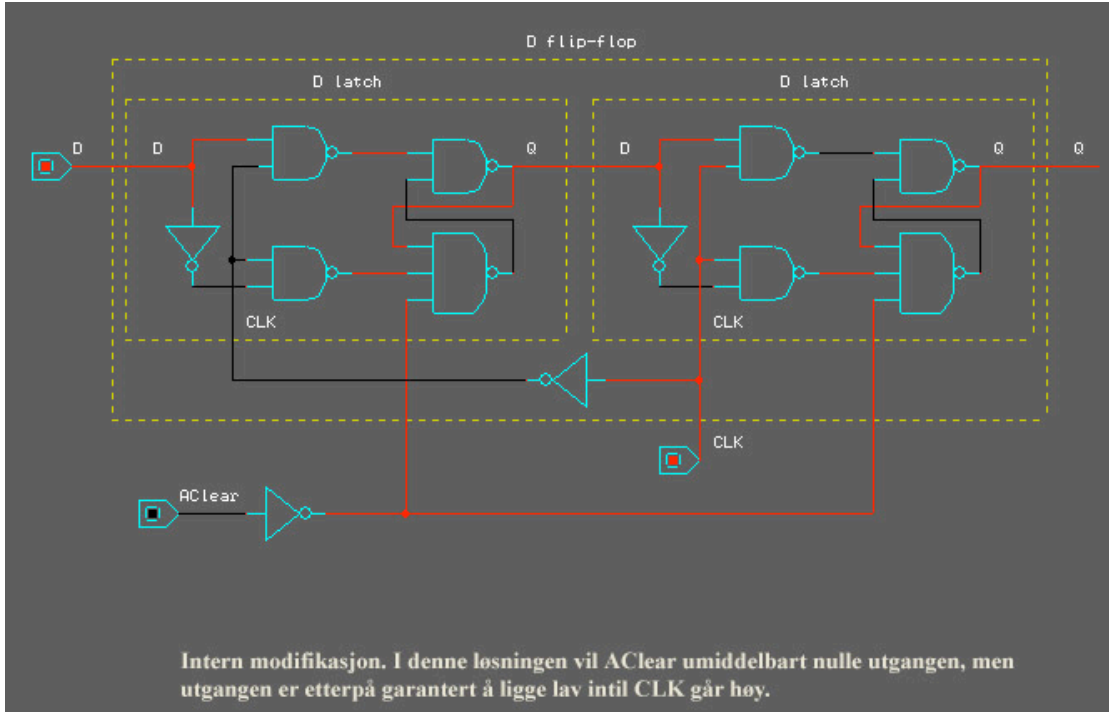 D flip-flop
D latch
D latch
D
D
Q
D
Q
Q
CLK
CLK
CLK
AClear
Intern modifikasjon. I denne løsningen vil AClear umiddelbart nulle utgangen, men
utgangen er etterpå garantert å ligge lav intil CLK går høy.